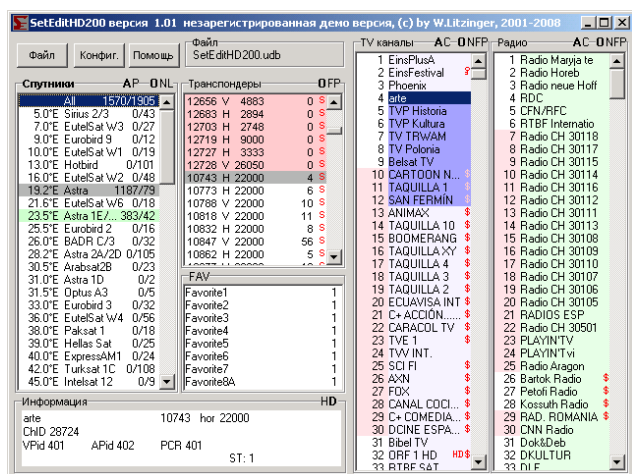 SetEditHD200 версия 1.01 незарегистрированная демо версия, (c) by W.Litzinger, 2001-2008
Файл Конфиг. Помощь
Файл
SetEditHD200.udb
Спутники AP ONL
All 1570/1905
5.0°E Sirius 2/3 0/43
7.0°E EutelSat W3 0/27
9.0°E Eurobird 9 0/12
10.0°E EutelSat W1 0/19
13.0°E Hotbird 0/101
16.0°E EutelSat W2 0/48
19.2°E Astra 1187/79
21.6°E EutelSat W6 0/18
23.5°E Astra 1E/... 383/42
25.5°E Eurobird 2 0/16
26.0°E BADR C/3 0/32
28.2°E Astra 2A/2D 0/105
30.5°E Arabsat2B 0/23
31.0°E Astra 1D 0/2
31.5°E Optus A3 0/5
33.0°E Eurobird 3 0/32
36.0°E EutelSat W4 0/56
38.0°E Paksat 1 0/18
39.0°E Hellas Sat 0/25
40.0°E ExpressAM1 0/24
42.0°E Turksat 1C 0/108
45.0°E Intelsat 12 0/9
Транспондеры OFP
12656 V 4883 0 S
12683 H 2894 0 S
12703 H 2748 0 S
12719 H 9000 0 S
12727 H 3333 0 S
12728 V 26050 0 S
10743 H 22000 4 S
10773 H 22000 6 S
10788 V 22000 10 S
10818 V 22000 11 S
10832 H 22000 8 S
10847 V 22000 56 S
10862 H 22000 5 S
FAV
Favorite1 1
Favorite2 1
Favorite3 1
Favorite4 1
Favorite5 1
Favorite6 1
Favorite7 1
Favorite8A 1
TV каналы AC ONFP
1 EinsPlusA
2 EinsFestival ?
3 Phoenix
4 arte
5 TVP Historia
6 TVP Kultura
7 TV TRWAM
8 TV Polonia
9 Belsat TV
10 CARTOON N... $
11 TAQUILLA 1 $
12 SAN FERMÍN $
13 ANIMAX $
14 TAQUILLA 10 $
15 BOOMERANG $
16 TAQUILLA XY $
17 TAQUILLA 4 $
18 TAQUILLA 3 $
19 TAQUILLA 2 $
20 ECUAVISA INT $
21 C+ ACCIÓN...... $
22 CARACOL TV $
23 TVE 1 $
24 TVV INT.
25 SCI FI $
26 AXN $
27 FOX $
28 CANAL COCI... $
29 C+ COMEDIA... $
30 DCINE ESPA... $
31 Bibel TV
32 ORF 1 HD HD$
33 RTBF SAT
Радио AC ONFP
1 Radio Maryja te
2 Radio Horeb
3 Radio neue Hoff
4 RDC
5 CFN/RFC
6 RTBF Internatio
7 Radio CH 30118
8 Radio CH 30117
9 Radio CH 30115
10 Radio CH 30114
11 Radio CH 30116
12 Radio CH 30113
13 Radio CH 30111
14 Radio CH 30113
15 Radio CH 30108
16 Radio CH 30109
17 Radio CH 30110
18 Radio CH 30107
19 Radio CH 30106
20 Radio CH 30105
21 RADIOS ESP
22 Radio CH 30501
23 PLAYIN'TV
24 PLAYIN'Tvi
25 Radio Aragon
26 Bartok Radio $
27 Petofi Radio $
28 Kossuth Radio $
29 RAD. ROMANIA $
30 CNN Radio
31 Dok&Deb
32 DKULTUR
33 DLF
Информация HD
arte 10743 hor 22000
ChID 28724
VPid 401 APid 402 PCR 401
ST: 1